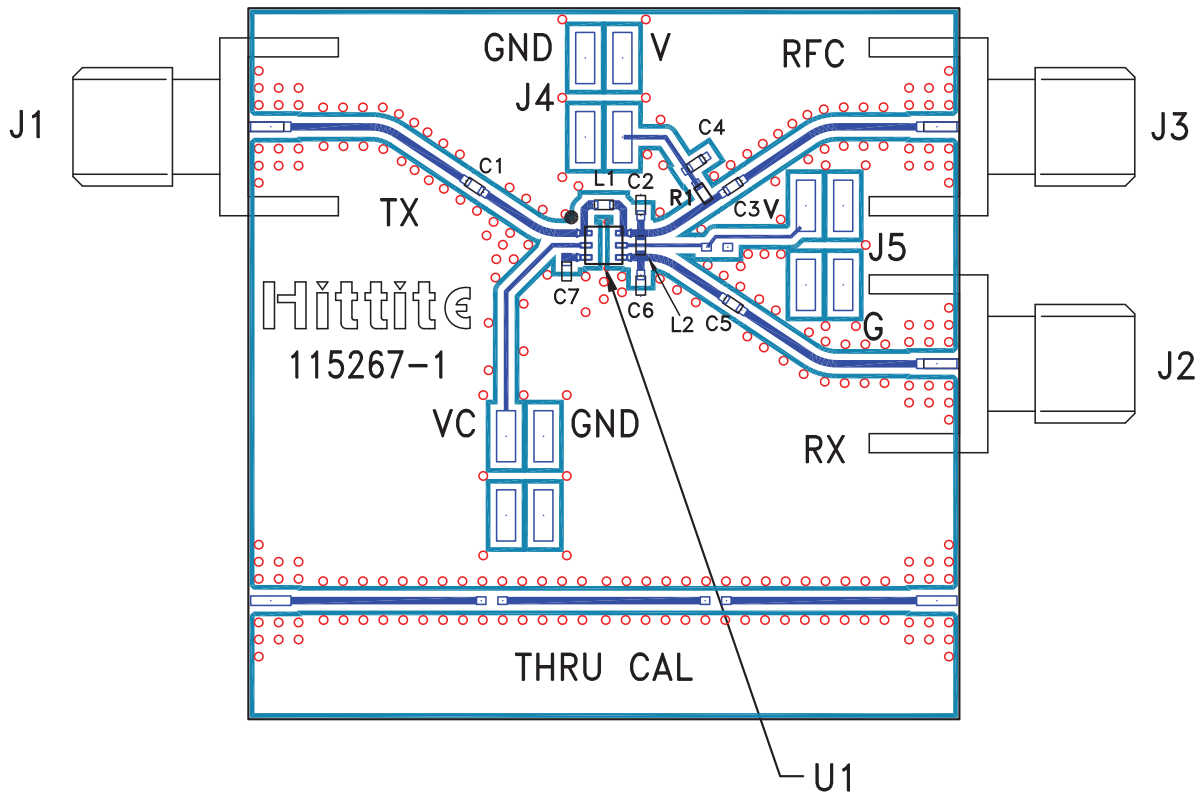 GND V
RFC
J4
J1
J3
C4
C1
L1 C2
R1
TX
C3 V
J5
C7
C6
L2 C5
G
Hittite
115267-1
J2
VC GND
RX
THRU CAL
U1